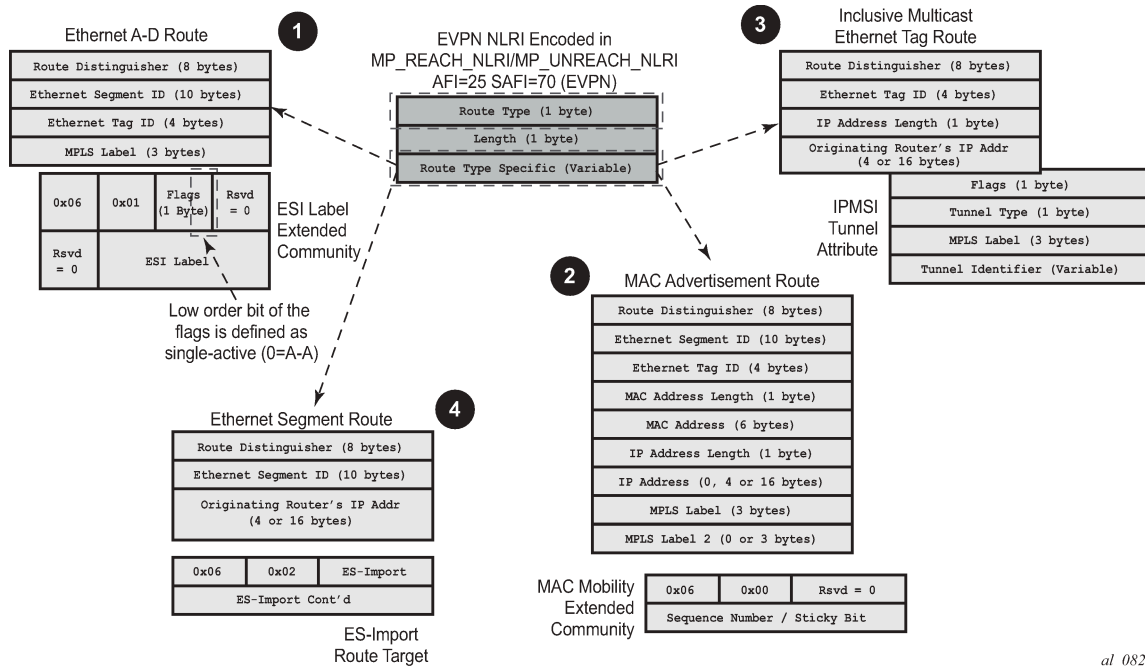 Ethernet A-D Route
1
Route Distinguisher (8 bytes)
Ethernet Segment ID (10 bytes)
Ethernet Tag ID (4 bytes)
MPLS Label (3 bytes)
0x06
0x01
Flags
(1 Byte)
Rsvd
= 0
Rsvd
= 0
ESI Label
ESI Label
Extended
Community
Low order bit of the
flags is defined as
single-active (0=A-A)
EVPN NLRI Encoded in
MP_REACH_NLRI/MP_UNREACH_NLRI
AFI=25 SAFI=70 (EVPN)
Route Type (1 byte)
Length (1 byte)
Route Type Specific (Variable)
3
Inclusive Multicast
Ethernet Tag Route
Route Distinguisher (8 bytes)
Ethernet Tag ID (4 bytes)
IP Address Length (1 byte)
Originating Router's IP Addr
(4 or 16 bytes)
IPMSI
Tunnel
Attribute
Flags (1 byte)
Tunnel Type (1 byte)
MPLS Label (3 bytes)
Tunnel Identifier (Variable)
2
MAC Advertisement Route
Route Distinguisher (8 bytes)
Ethernet Segment ID (10 bytes)
Ethernet Tag ID (4 bytes)
MAC Address Length (1 byte)
MAC Address (6 bytes)
IP Address Length (1 byte)
IP Address (0, 4 or 16 bytes)
MPLS Label (3 bytes)
MPLS Label 2 (0 or 3 bytes)
MAC Mobility
Extended
Community
0x06
0x00
Rsvd = 0
Sequence Number / Sticky Bit
Ethernet Segment Route
4
Route Distinguisher (8 bytes)
Ethernet Segment ID (10 bytes)
Originating Router's IP Addr
(4 or 16 bytes)
0x06
0x02
ES-Import
ES-Import Cont'd
ES-Import
Route Target
al_082